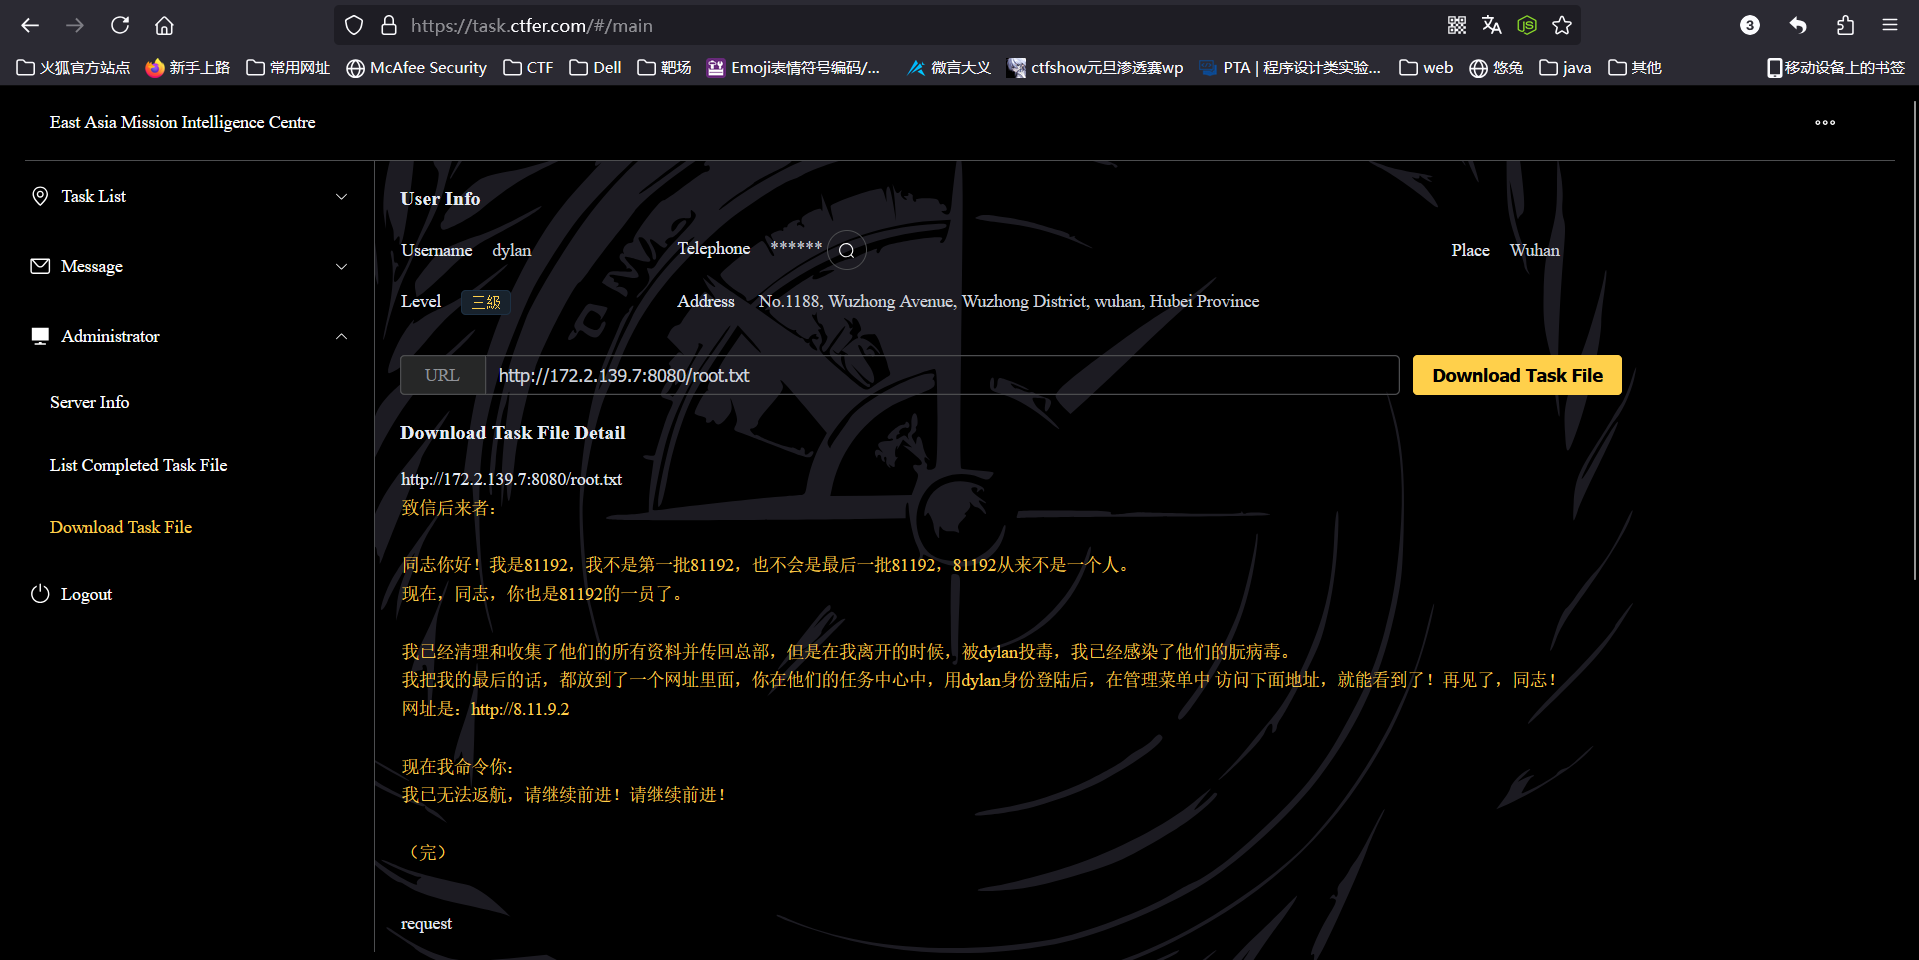 https://task.ctfer.com/#/main
3
火狐官方站点 新手上路 常用网址 McAfee Security CTF Dell 靶场 Emoji表情符号编码/... 微言大义 ctfshow元旦渗透赛wp PTA | 程序设计类实验... web 悠兔 java 其他 移动设备上的书签
East Asia Mission Intelligence Centre
Task List
Message
Administrator
Server Info
List Completed Task File
Download Task File
Logout
User Info
Username dylan Telephone ****** Place Wuhan
Level 三級 Address No.1188, Wuzhong Avenue, Wuzhong District, wuhan, Hubei Province
URL http://172.2.139.7:8080/root.txt Download Task File
Download Task File Detail
http://172.2.139.7:8080/root.txt
致信后来者：
同志你好！我是81192，我不是第一批81192，也不会是最后一批81192，81192从来不是一个人。
现在，同志，你也是81192的一员了。
我已经清理和收集了他们的所有资料并传回总部，但是在我离开的时候，被dylan投毒，我已经感染了他们的朊病毒。
我把我的最后的话，都放到了一个网址里面，你在他们的任务中心中，用dylan身份登陆后，在管理菜单中 访问下面地址，就能看到了！再见了，同志！
网址是：http://8.11.9.2
现在我命令你：
我已无法返航，请继续前进！请继续前进！
（完）
request